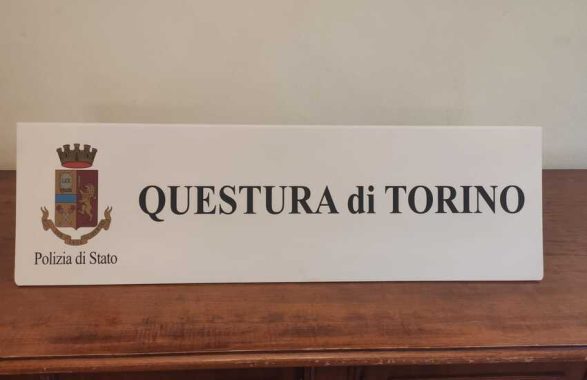 QUESTURA di TORINO
Polizia di Stato